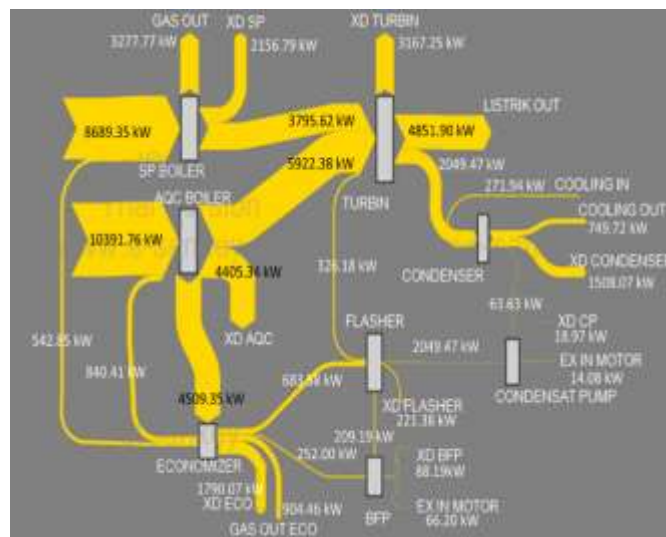 GAS OUT
3277.77 kW
XD SP
2156.79 kW
XD TURBIN
3167.25 kW
8689.35 kW
3795.62 kW
4851.90 kW
LISTRIK OUT
SP BOILER
2049.47 kW
AQC BOILER
5922.38 kW
TURBIN
271.94 kW
COOLING IN
COOLING OUT
749.72 kW
10391.76 kW
4405.34 kW
326.18 kW
CONDENSER
XD CONDENSER
1508.07 kW
63.63 kW
XD AQC
FLASHER
XD CP
18.97 kW
542.85 kW
840.41 kW
2049.47 kW
EX IN MOTOR
14.08 kW
683.58 kW
CONDENSAT PUMP
4509.35 kW
XD FLASHER
221.36 kW
209.19 kW
252.00 kW
ECONOMIZER
XD BFP
88.19kW
1790.07 kW
XD ECO
904.46 kW
GAS OUT ECO
BFP
EX IN MOTOR
66.20 kW